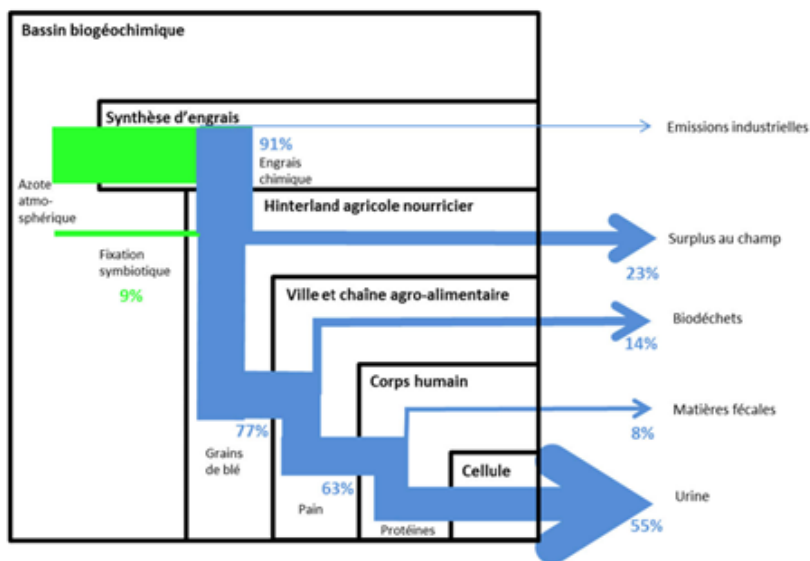 Bassin biogéochimique
Synthèse d'engrais
Emissions industrielles
91%
Engrais
chimique
Azote
atmo-
sphérique
Hinterland agricole nourricier
Surplus au champ
23%
Fixation
symbiotique
9%
Ville et chaîne agro-alimentaire
Biodéchets
14%
Corps humain
Matières fécales
8%
77%
Grains
de blé
Cellule
63%
Pain
Urine
55%
Protéines